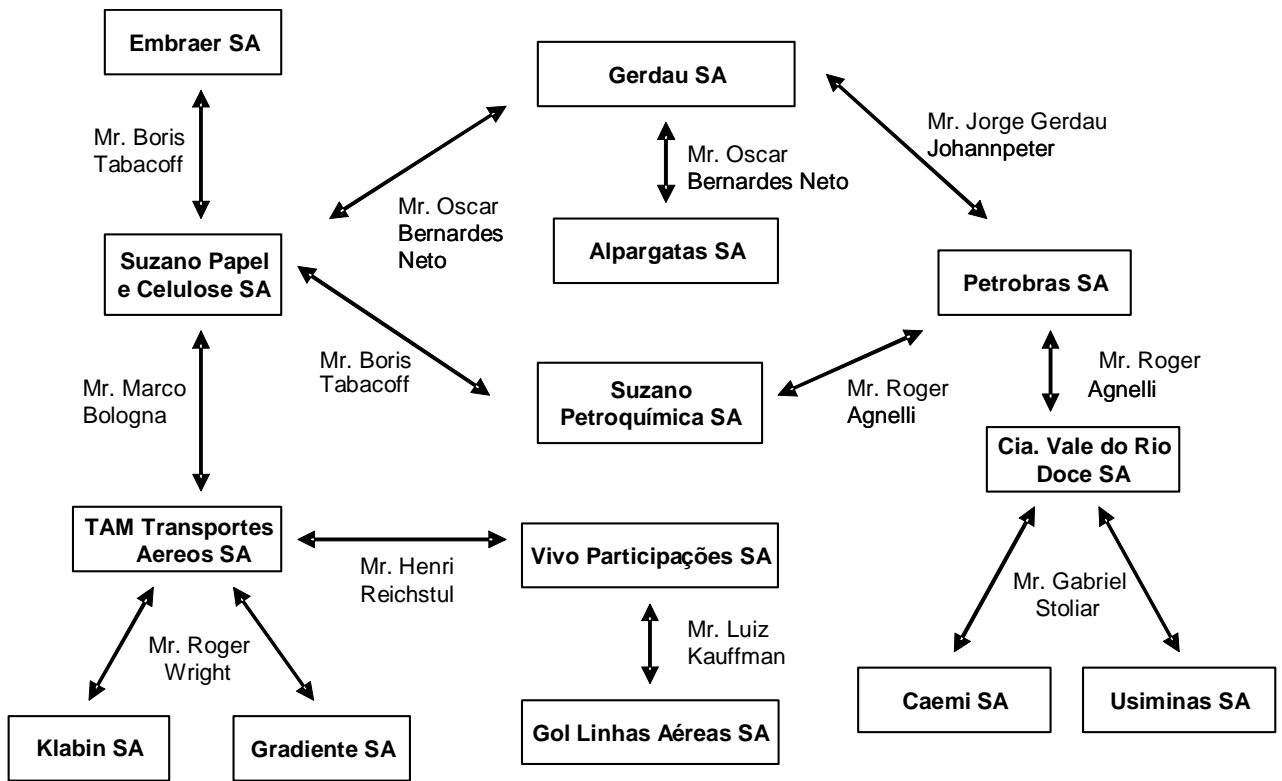 Embraer SA
Gerdau SA
Mr. Boris
Tabacoff
Mr. Jorge Gerdau
Johannpeter
Mr. Oscar
Bernardes Neto
Mr. Oscar
Bernardes
Neto
Suzano Papel
e Celulose SA
Alpargatas SA
Petrobras SA
Mr. Marco
Bologna
Mr. Boris
Tabacoff
Suzano
Petroquímica SA
Mr. Roger
Agnelli
Mr. Roger
Agnelli
Cia. Vale do Rio
Doce SA
TAM Transportes
Aereos SA
Mr. Henri
Reichstul
Vivo Participações SA
Mr. Gabriel
Stoliar
Mr. Roger
Wright
Mr. Luiz
Kauffman
Caemi SA
Usiminas SA
Klabin SA
Gradiente SA
Gol Linhas Aéreas SA